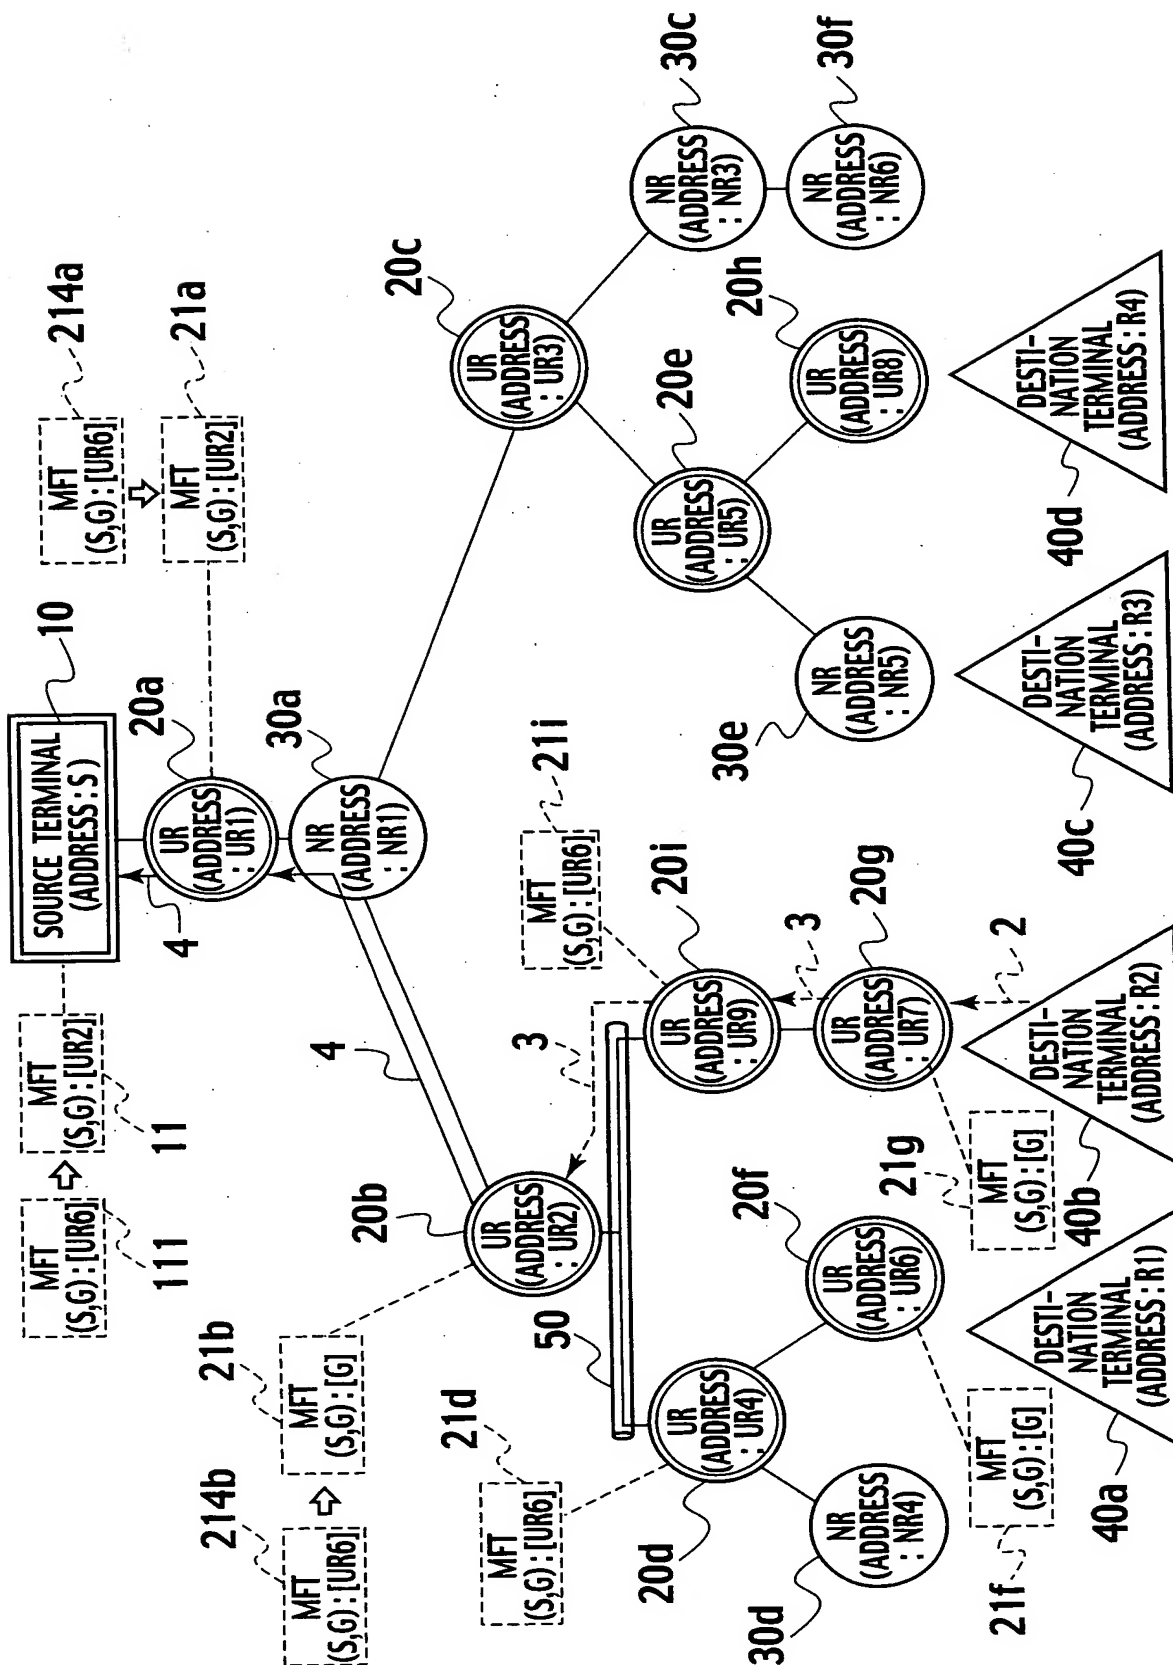 SOURCE TERMINAL
(ADDRESS:S)
10
MFT
(S,G):[UR6]
111
MFT
(S,G):[UR2]
11
4
UR
(ADDRESS
: UR1)
20a
MFT
(S,G):[UR6]
214a
MFT
(S,G):[UR2]
21a
NR
(ADDRESS
: NR1)
30a
4
MFT
(S,G):[UR6]
214b
MFT
(S,G):[G]
21b
UR
(ADDRESS
: UR2)
20b
UR
(ADDRESS
: UR3)
20c
50
3
MFT
(S,G):[UR6]
21d
UR
(ADDRESS
: UR4)
20d
UR
(ADDRESS
: UR9)
20i
MFT
(S,G):[UR6]
21i
UR
(ADDRESS
: UR5)
20e
NR
(ADDRESS
: NR3)
30c
NR
(ADDRESS
: NR4)
30d
UR
(ADDRESS
: UR6)
20f
3
UR
(ADDRESS
: UR7)
20g
NR
(ADDRESS
: NR5)
30e
UR
(ADDRESS
: UR8)
20h
NR
(ADDRESS
: NR6)
30f
MFT
(S,G):[G]
21f
MFT
(S,G):[G]
21g
2
DESTI-
NATION
TERMINAL
(ADDRESS:R1)
40a
DESTI-
NATION
TERMINAL
(ADDRESS:R2)
40b
DESTI-
NATION
TERMINAL
(ADDRESS:R3)
40c
DESTI-
NATION
TERMINAL
(ADDRESS:R4)
40d